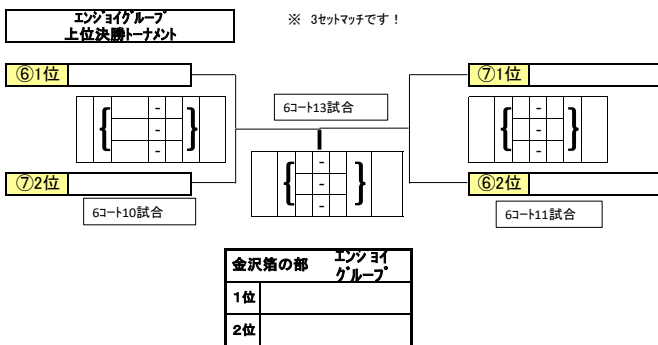 エンジョイグループ
上位決勝トーナメント
※ 3セットマッチです！
⑥1位
⑦1位
6コート13試合
-
-
-
-
-
-
-
-
-
⑦2位
⑥2位
6コート10試合
6コート11試合
金沢箔の部 エンジョイ
グループ
1位
2位